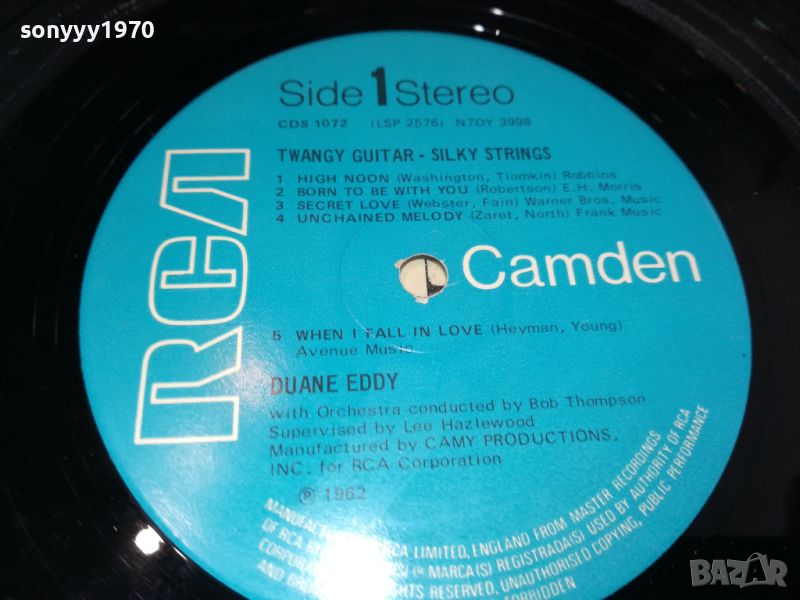 sonyyy1970
Side 1 Stereo
CDS 1072 (LSP 2576) N7OY 3998
TWANGY GUITAR - SILKY STRINGS
1 HIGH NOON (Washington, Tiomkin) Robbins
2 BORN TO BE WITH YOU (Robertson) E.H. Morris
3 SECRET LOVE (Webster, Fain) Warner Bros. Music
4 UNCHAINED MELODY (Zaret, North) Frank Music
RCA
Camden
5 WHEN I FALL IN LOVE (Heyman, Young)
Avenue Music
DUANE EDDY
with Orchestra conducted by Bob Thompson
Supervised by Lee Hazlewood
Manufactured by CAMY PRODUCTIONS,
INC. for RCA Corporation
℗ 1962
LIMITED, ENGLAND FROM MASTER RECORDINGS
OF RCA MARCA(S) REGISTRADA(S) USED BY AUTHORITY OF RCA
RIGHTS RESERVED. UNAUTHORISED COPYING, PUBLIC PERFORMANCE
AND FORBIDDEN
BAZAR